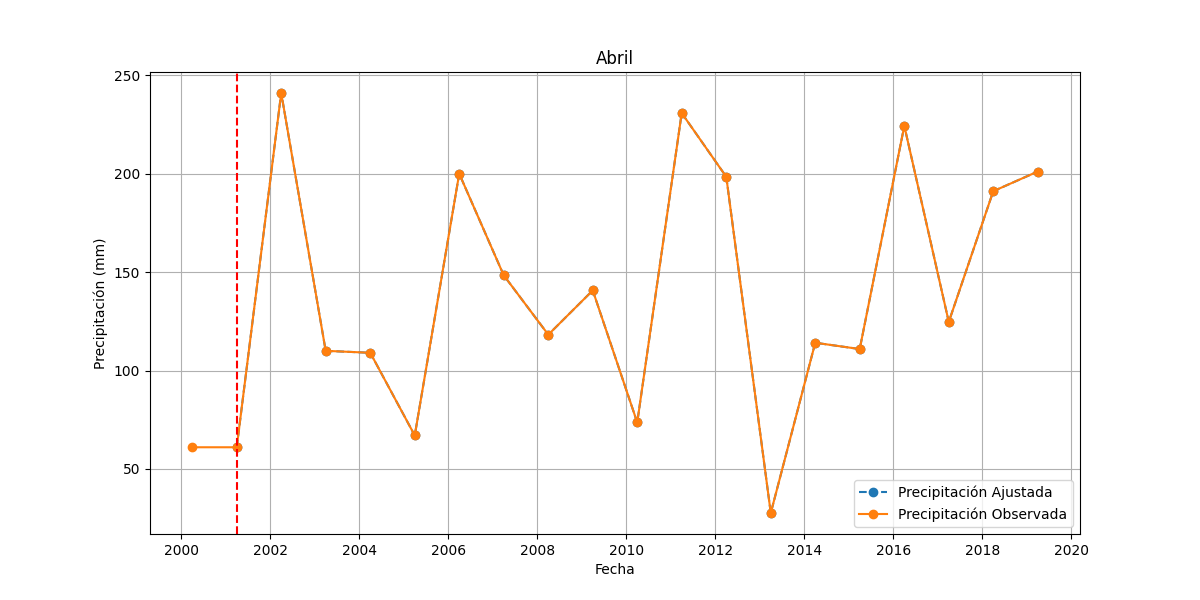 Abril
250
200
150
100
50
Precipitación (mm)
2000 2002 2004 2006 2008 2010 2012 2014 2016 2018 2020
Fecha
Precipitación Ajustada
Precipitación Observada